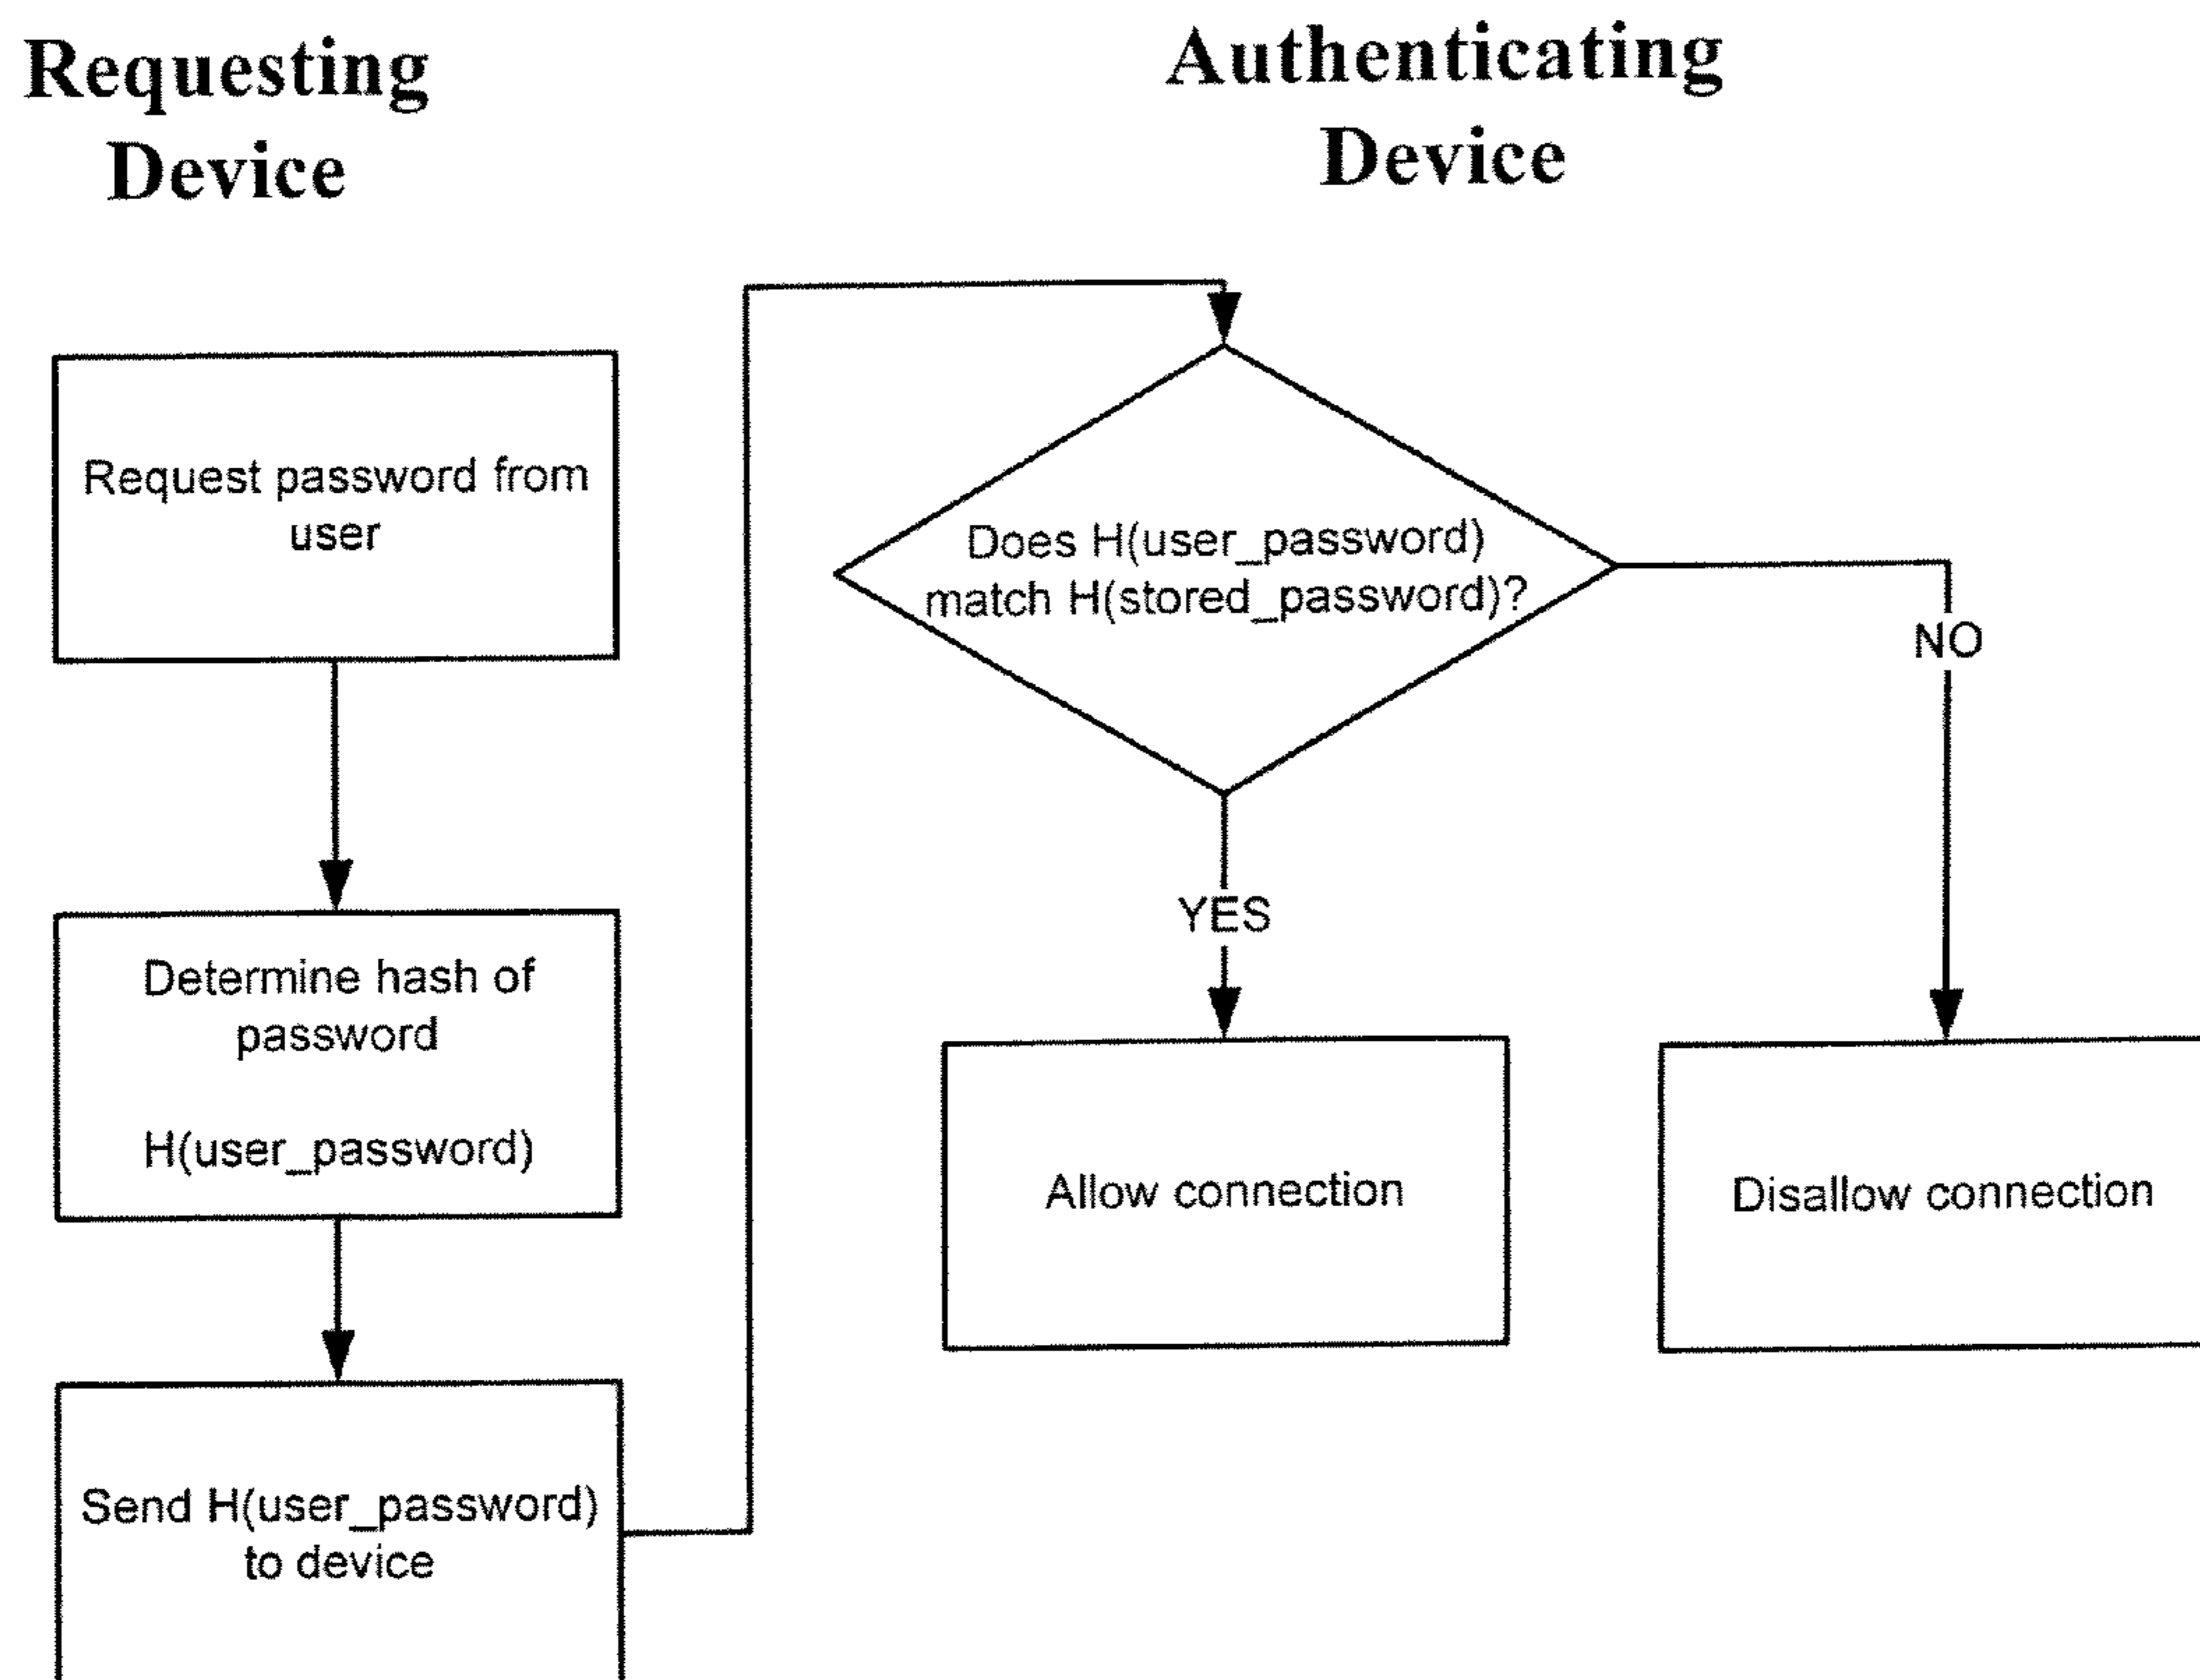 Requesting
Device
Authenticating
Device
Request password from
user
Determine hash of
password
H(user_password)
Send H(user_password)
to device
Does H(user_password)
match H(stored_password)?
NO
YES
Allow connection
Disallow connection